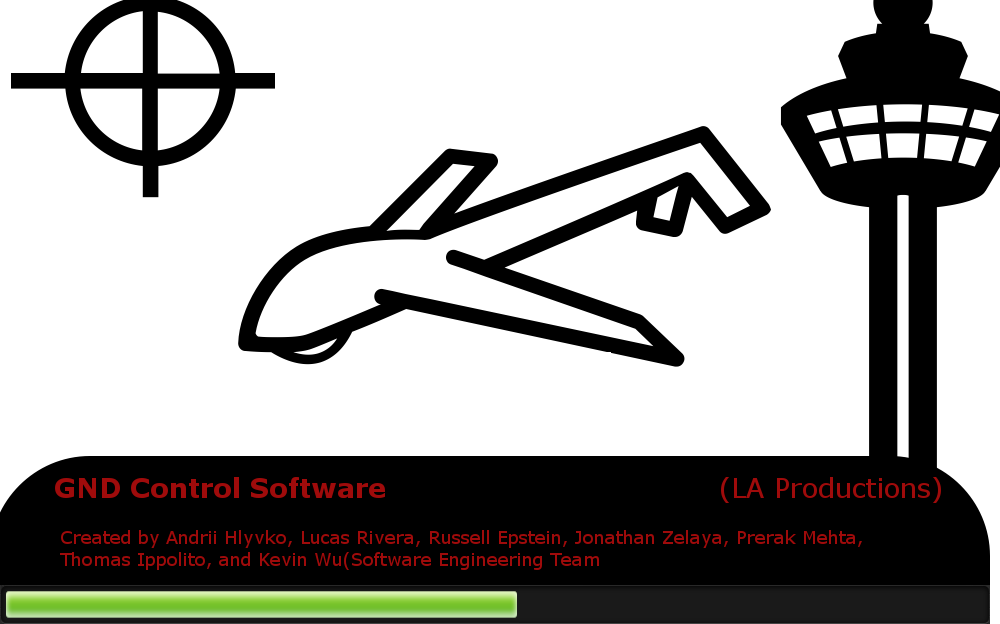 GND Control Software (LA Productions)
Created by Andrii Hlyvko, Lucas Rivera, Russell Epstein, Jonathan Zelaya, Prerak Mehta,
Thomas Ippolito, and Kevin Wu(Software Engineering Team